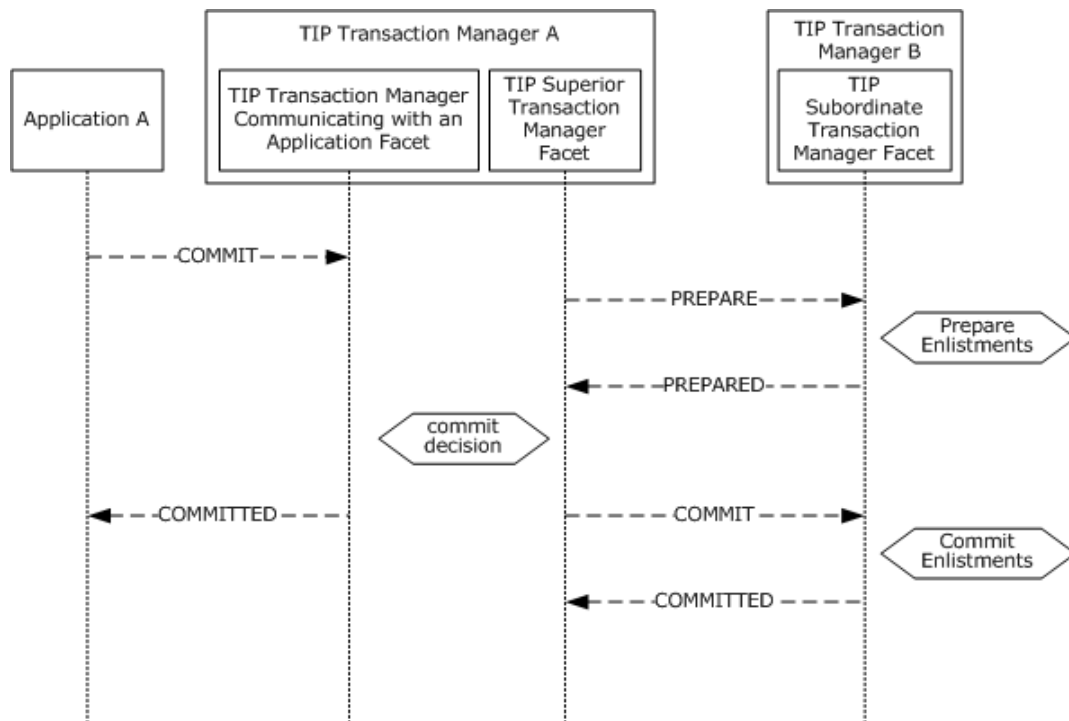 TIP Transaction Manager A
TIP Transaction
Manager B
Application A
TIP Transaction Manager
Communicating with an
Application Facet
TIP Superior
Transaction
Manager
Facet
TIP
Subordinate
Transaction
Manager Facet
COMMIT
PREPARE
Prepare
Enlistments
PREPARED
commit
decision
COMMITTED
COMMIT
Commit
Enlistments
COMMITTED